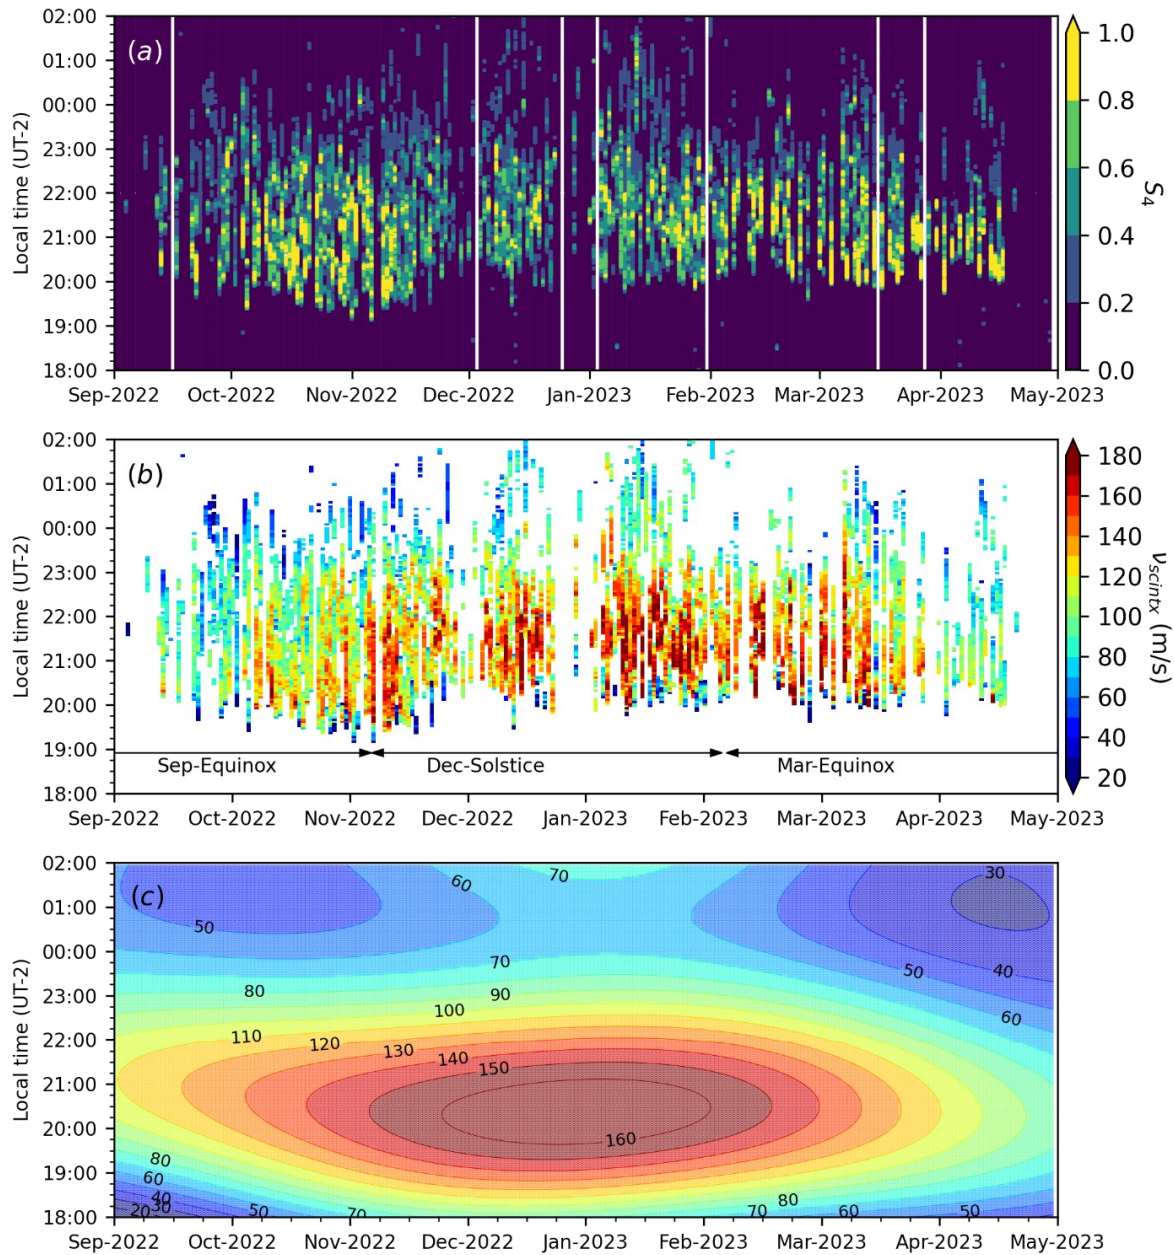 02:00
(a)
01:00
00:00
23:00
22:00
21:00
20:00
19:00
18:00
Local time (UT-2)
Sep-2022 Oct-2022 Nov-2022 Dec-2022 Jan-2023 Feb-2023 Mar-2023 Apr-2023 May-2023
1.0
0.8
0.6
0.4
0.2
0.0
S4
02:00
(b)
01:00
00:00
23:00
22:00
21:00
20:00
19:00
18:00
Local time (UT-2)
Sep-Equinox Dec-Solstice Mar-Equinox
Sep-2022 Oct-2022 Nov-2022 Dec-2022 Jan-2023 Feb-2023 Mar-2023 Apr-2023 May-2023
180
160
140
120
100
80
60
40
20
νscintx (m/s)
02:00
(c)
01:00
00:00
23:00
22:00
21:00
20:00
19:00
18:00
Local time (UT-2)
60 70 30
50
70 50 40
80 90 60
100
110 120 130 140 150
160
80
60
40
20 30 50 70
70 80 60 50
Sep-2022 Oct-2022 Nov-2022 Dec-2022 Jan-2023 Feb-2023 Mar-2023 Apr-2023 May-2023